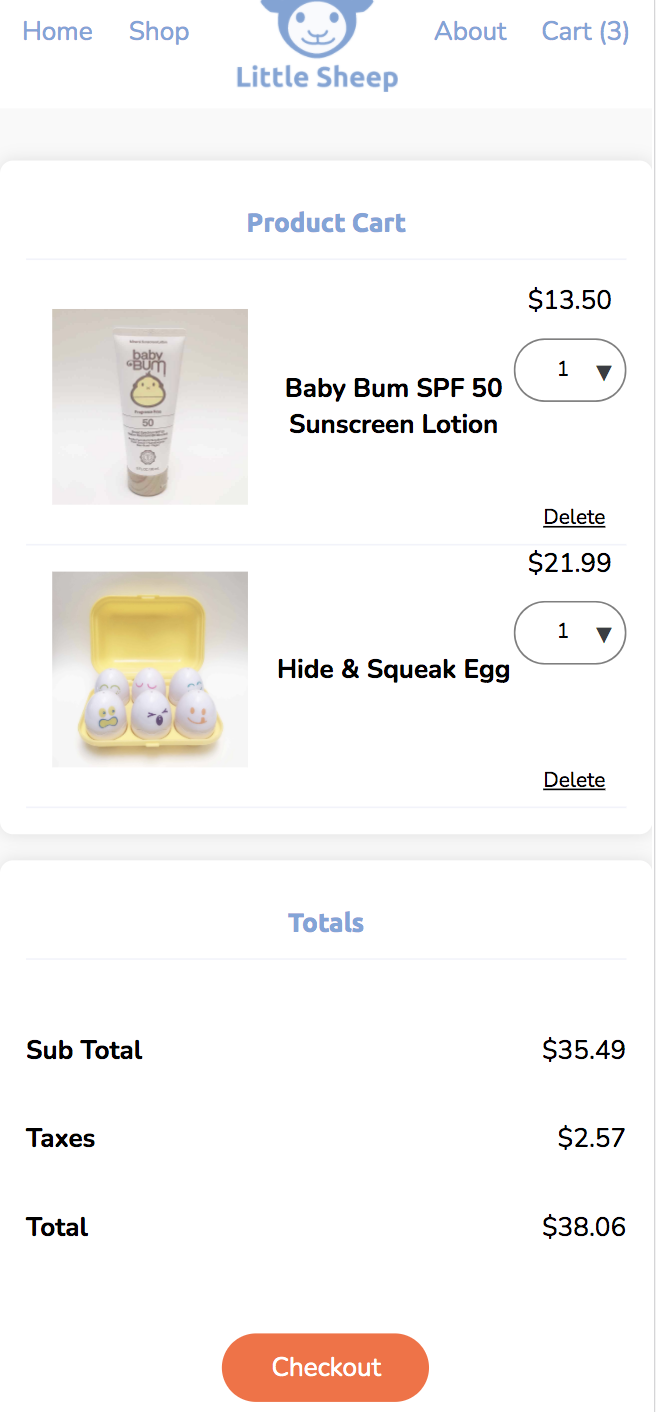 Home Shop About Cart (3)
Little Sheep
Product Cart
$13.50
baby
BUM
1 ▼
Baby Bum SPF 50
Sunscreen Lotion
50
Delete
$21.99
1 ▼
Hide & Squeak Egg
Delete
Totals
Sub Total $35.49
Taxes $2.57
Total $38.06
Checkout